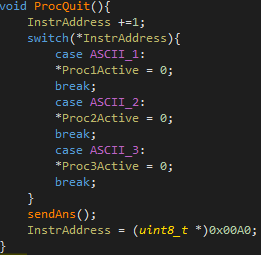 void ProcQuit(){
InstrAddress +=1;
switch(*InstrAddress){
case ASCII_1:
*Proc1Active = 0;
break;
case ASCII_2:
*Proc2Active = 0;
break;
case ASCII_3:
*Proc3Active = 0;
break;
}
sendAns();
InstrAddress = (uint8_t *)0x00A0;
}